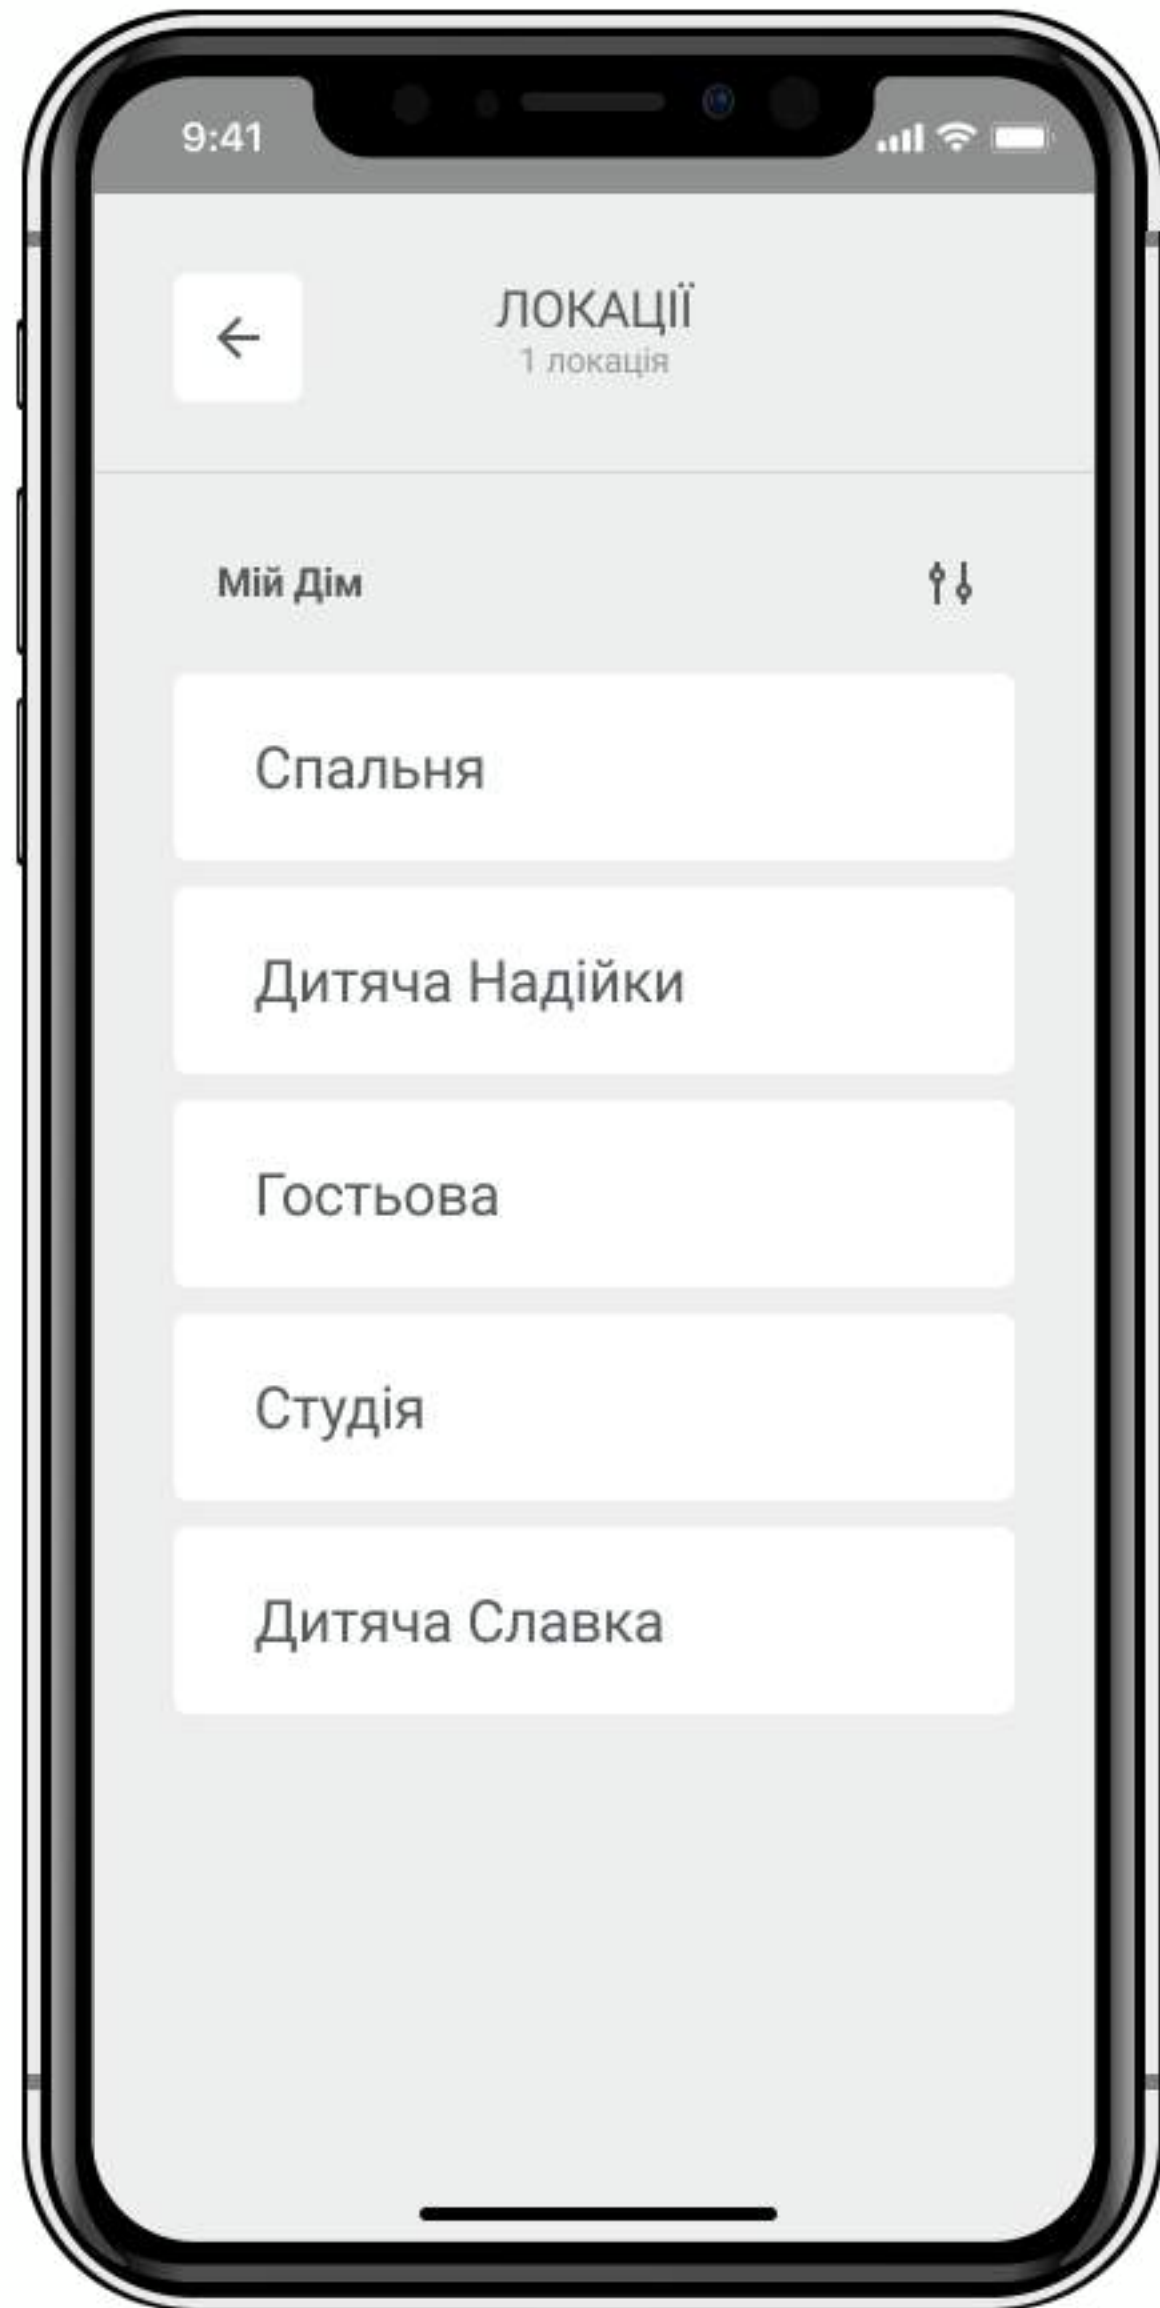 9:41
ЛОКАЦІЇ
1 локація
Мій Дім
Спальня
Дитяча Надійки
Гостьова
Студія
Дитяча Славка